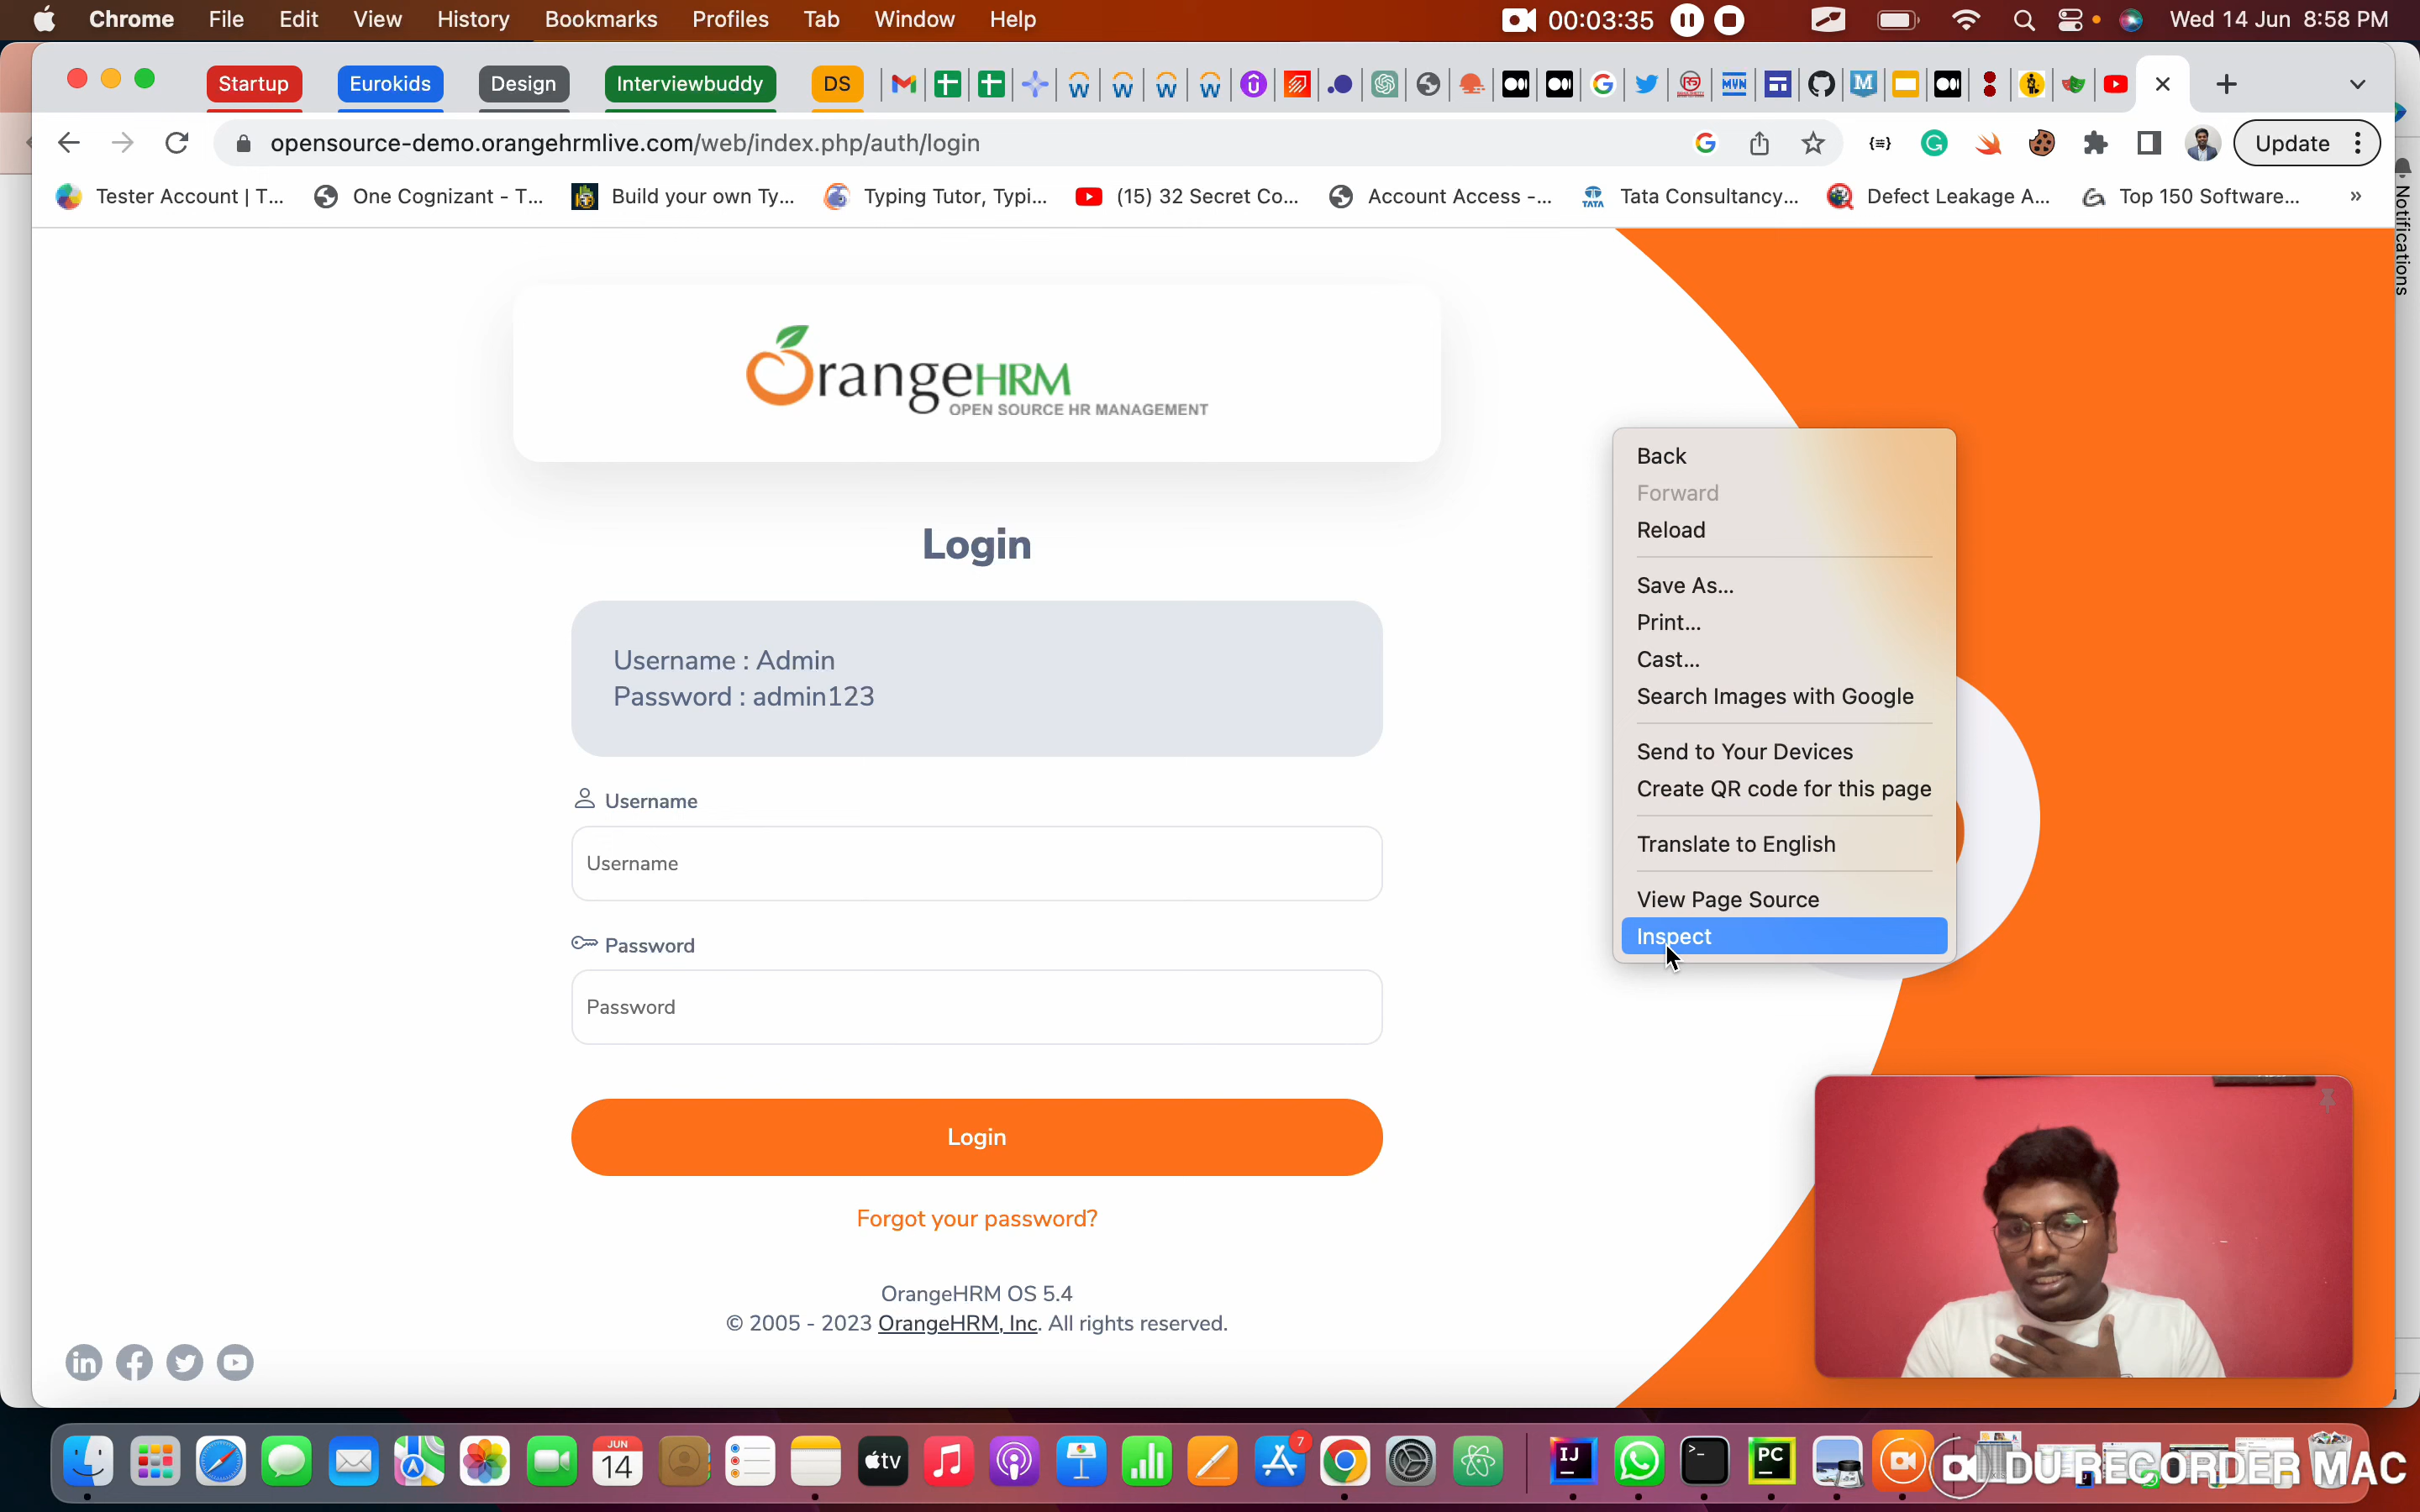 Chrome File Edit View History Bookmarks Profiles Tab Window Help 00:03:35 Wed 14 Jun 8:58 PM
Startup Eurokids Design Interviewbuddy DS
opensource-demo.orangehrmlive.com/web/index.php/auth/login Update
Tester Account | T... One Cognizant - T... Build your own Ty... Typing Tutor, Typi... (15) 32 Secret Co... Account Access -... Tata Consultancy... Defect Leakage A... Top 150 Software... »
Notifications
OrangeHRM
OPEN SOURCE HR MANAGEMENT
Login
Username : Admin
Password : admin123
Username
Username
Password
Password
Login
Forgot your password?
OrangeHRM OS 5.4
© 2005 - 2023 OrangeHRM, Inc. All rights reserved.
Back
Forward
Reload
Save As...
Print...
Cast...
Search Images with Google
Send to Your Devices
Create QR code for this page
Translate to English
View Page Source
Inspect
JUN
14
tv
7
IJ
PC
DU RECORDER MAC